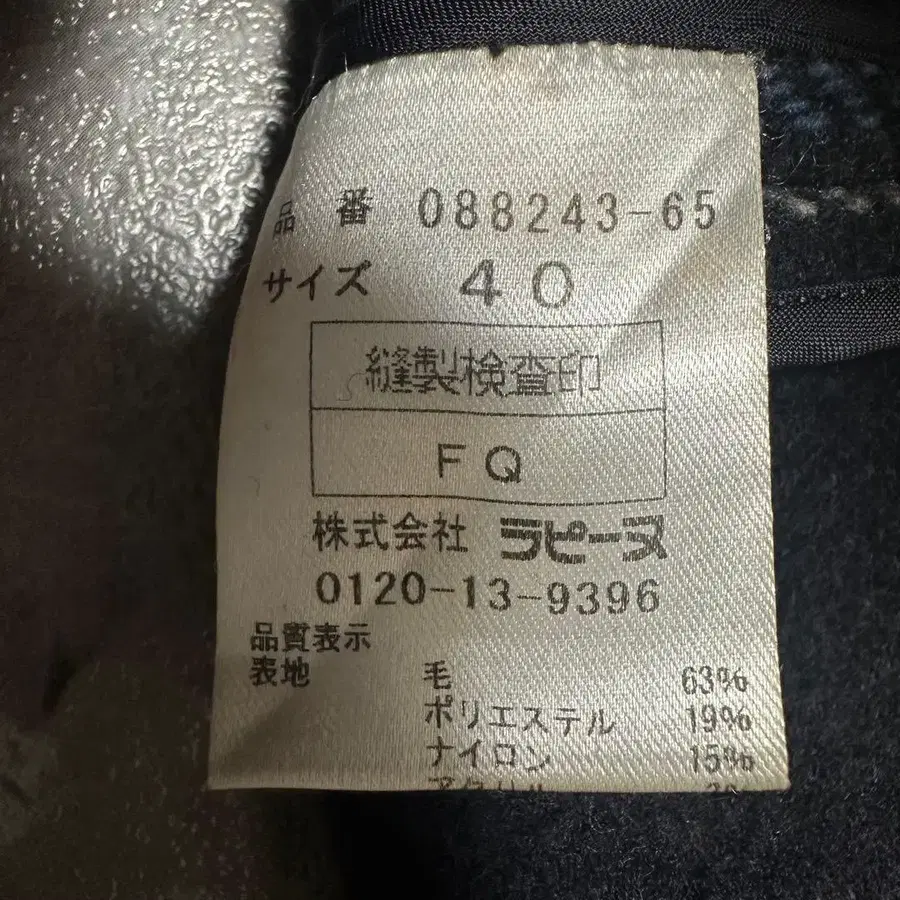 品 番 088243-65
サイズ 40
縫製検査印
FQ
株式会社 ラピーヌ
0120-13-9396
品質表示
表地 毛 63%
ポリエステル 19%
ナイロン 15%